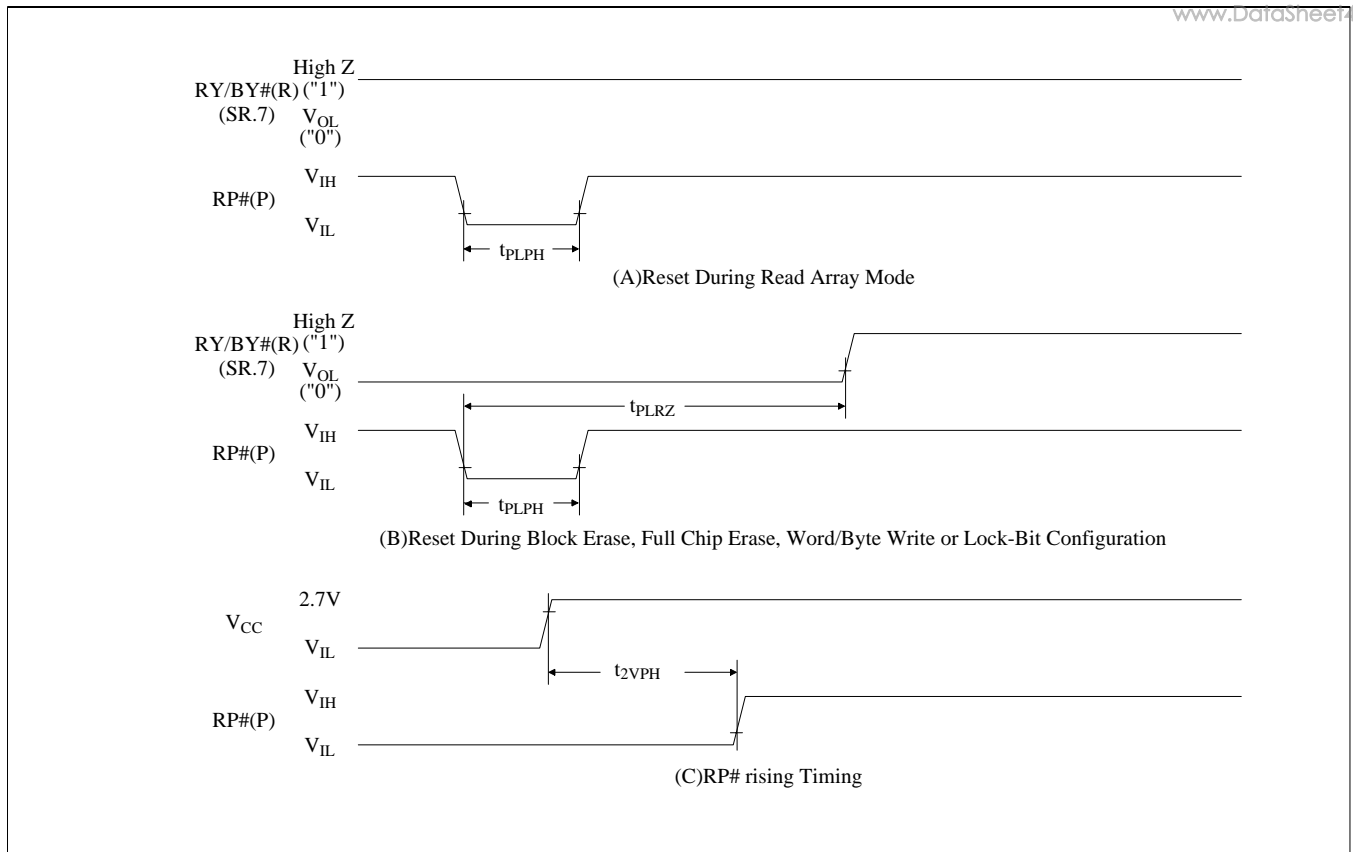 www.DataSheet4
High Z
RY/BY#(R) ("1")
(SR.7) VOL
("0")
VIH
RP#(P)
VIL
tPLPH
(A)Reset During Read Array Mode
High Z
RY/BY#(R) ("1")
(SR.7) VOL
("0")
tPLRZ
VIH
RP#(P)
VIL
tPLPH
(B)Reset During Block Erase, Full Chip Erase, Word/Byte Write or Lock-Bit Configuration
2.7V
VCC
VIL
t2VPH
VIH
RP#(P)
VIL
(C)RP# rising Timing